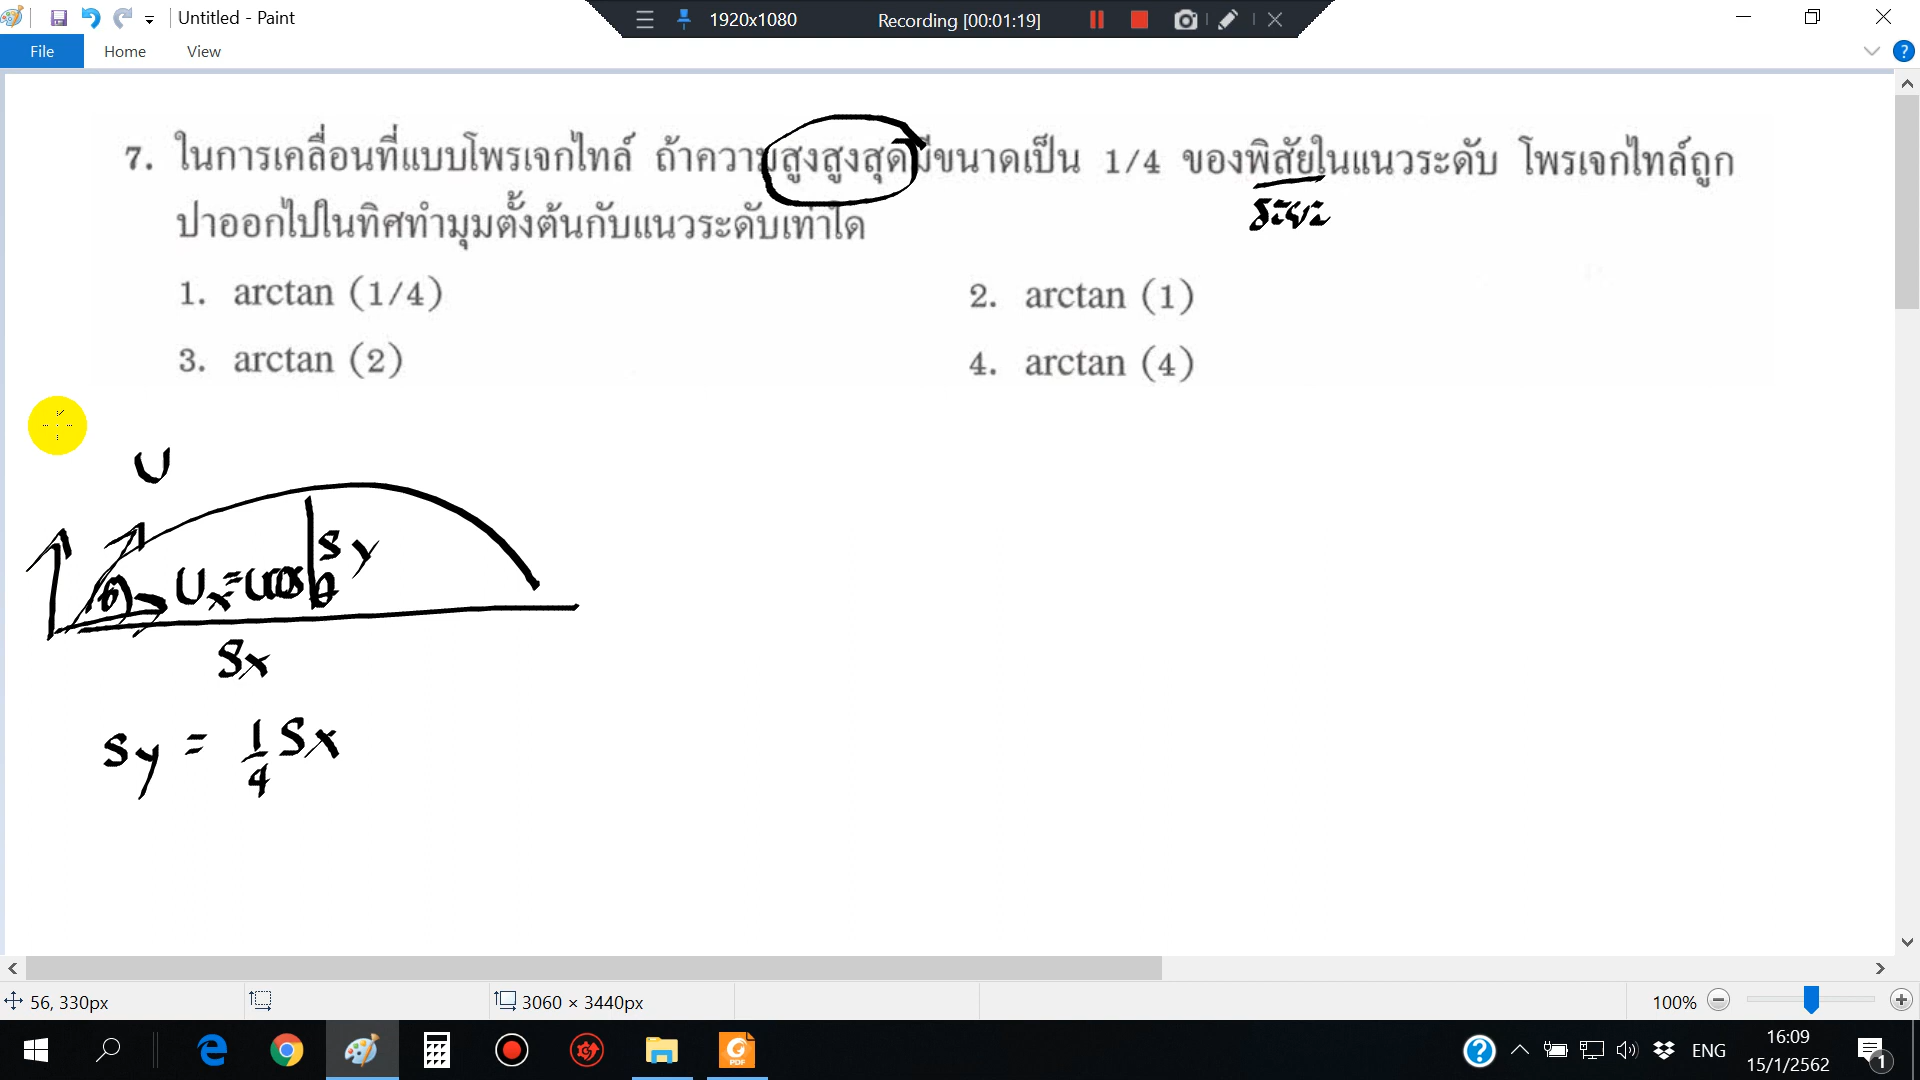 Untitled - Paint
1920x1080
Recording [00:01:19]
File
Home
View
7. ในการเคลื่อนที่แบบโพรเจกไทล์ ถ้าความสูงสูงสุดมีขนาดเป็น 1/4 ของพิสัยในแนวระดับ โพรเจกไทล์ถูก
ปาออกไปในทิศทำมุมตั้งต้นกับแนวระดับเท่าใด
ระยะ
1. arctan (1/4)
2. arctan (1)
3. arctan (2)
4. arctan (4)
U
Sy
θ
Ux=ucosθ
Sx
Sy = 1/4 Sx
56, 330px
3060 × 3440px
100%
PDF
ENG
16:09
15/1/2562
1